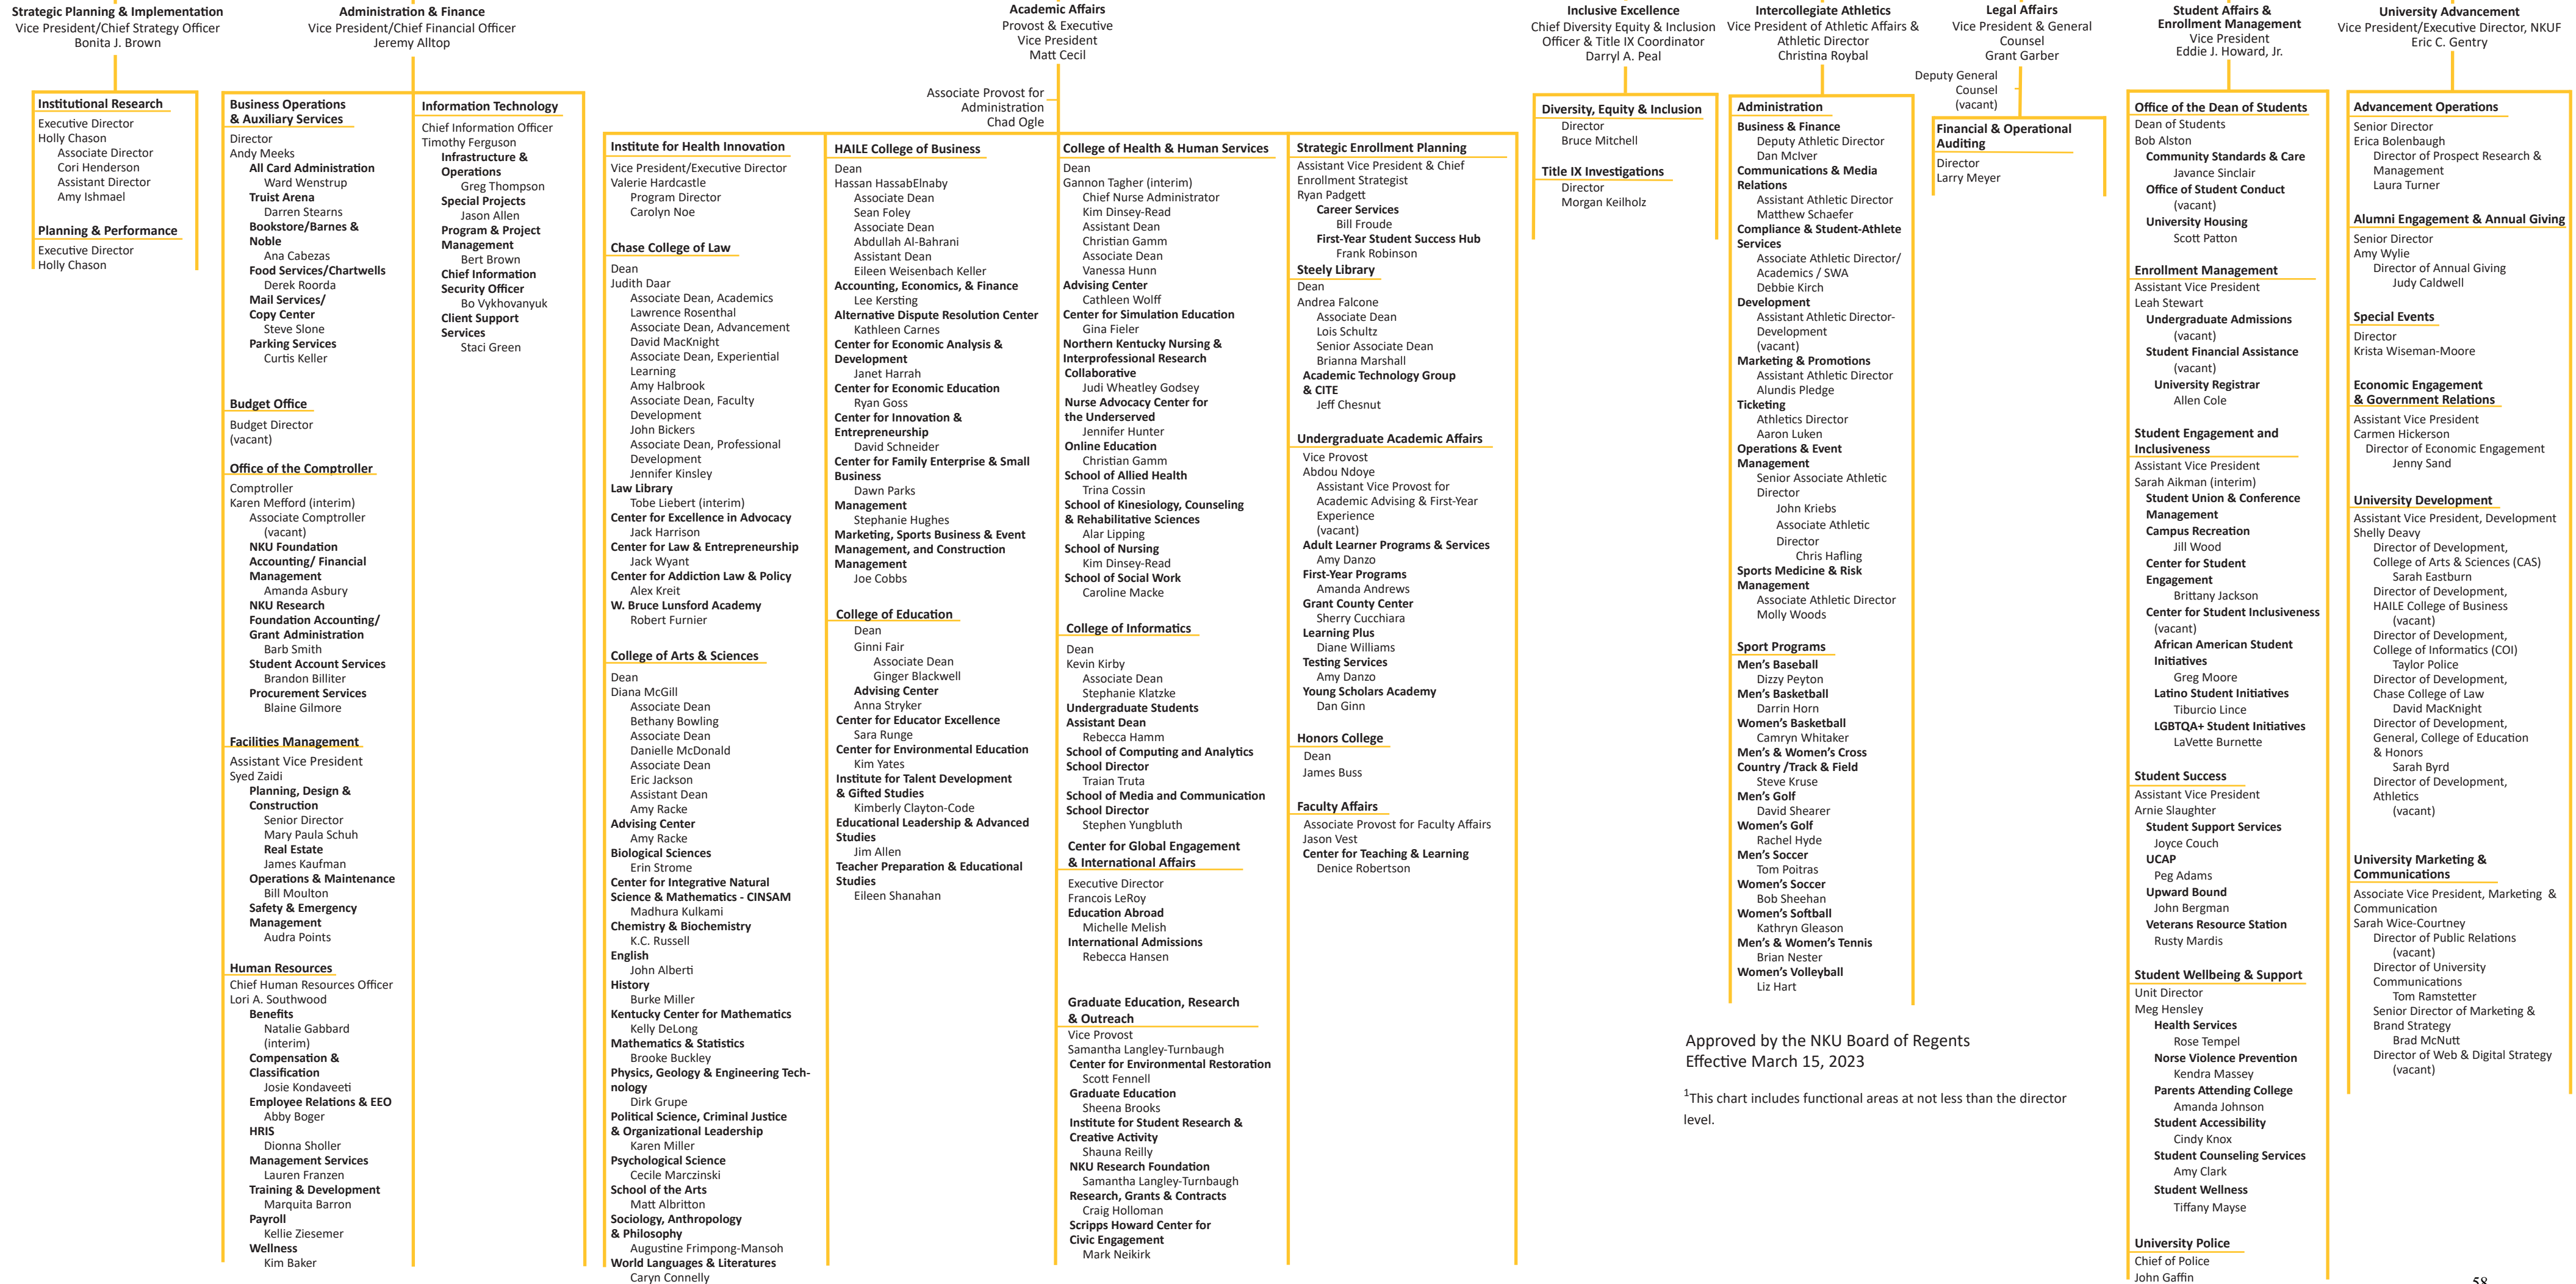 Strategic Planning & Implementation
Vice President/Chief Strategy Officer
Bonita J. Brown
Institutional Research
Executive Director
Holly Chason
Associate Director
Cori Henderson
Assistant Director
Amy Ishmael
Planning & Performance
Executive Director
Holly Chason
Administration & Finance
Vice President/Chief Financial Officer
Jeremy Alltop
Business Operations
& Auxiliary Services
Director
Andy Meeks
All Card Administration
Ward Wenstrup
Truist Arena
Darren Stearns
Bookstore/Barnes &
Noble
Ana Cabezas
Food Services/Chartwells
Derek Roorda
Mail Services/
Copy Center
Steve Slone
Parking Services
Curtis Keller
Budget Office
Budget Director
(vacant)
Office of the Comptroller
Comptroller
Karen Mefford (interim)
Associate Comptroller
(vacant)
NKU Foundation
Accounting/ Financial
Management
Amanda Asbury
NKU Research
Foundation Accounting/
Grant Administration
Barb Smith
Student Account Services
Brandon Billiter
Procurement Services
Blaine Gilmore
Facilities Management
Assistant Vice President
Syed Zaidi
Planning, Design &
Construction
Senior Director
Mary Paula Schuh
Real Estate
James Kaufman
Operations & Maintenance
Bill Moulton
Safety & Emergency
Management
Audra Points
Human Resources
Chief Human Resources Officer
Lori A. Southwood
Benefits
Natalie Gabbard
(interim)
Compensation &
Classification
Josie Kondaveeti
Employee Relations & EEO
Abby Boger
HRIS
Dionna Sholler
Management Services
Lauren Franzen
Training & Development
Marquita Barron
Payroll
Kellie Ziesemer
Wellness
Kim Baker
Information Technology
Chief Information Officer
Timothy Ferguson
Infrastructure &
Operations
Greg Thompson
Special Projects
Jason Allen
Program & Project
Management
Bert Brown
Chief Information
Security Officer
Bo Vykhovanyuk
Client Support
Services
Staci Green
Academic Affairs
Provost & Executive
Vice President
Matt Cecil
Associate Provost for
Administration
Chad Ogle
Institute for Health Innovation
Vice President/Executive Director
Valerie Hardcastle
Program Director
Carolyn Noe
Chase College of Law
Dean
Judith Daar
Associate Dean, Academics
Lawrence Rosenthal
Associate Dean, Advancement
David MacKnight
Associate Dean, Experiential
Learning
Amy Halbrook
Associate Dean, Faculty
Development
John Bickers
Associate Dean, Professional
Development
Jennifer Kinsley
Law Library
Tobe Liebert (interim)
Center for Excellence in Advocacy
Jack Harrison
Center for Law & Entrepreneurship
Jack Wyant
Center for Addiction Law & Policy
Alex Kreit
W. Bruce Lunsford Academy
Robert Furnier
College of Arts & Sciences
Dean
Diana McGill
Associate Dean
Bethany Bowling
Associate Dean
Danielle McDonald
Associate Dean
Eric Jackson
Assistant Dean
Amy Racke
Advising Center
Amy Racke
Biological Sciences
Erin Strome
Center for Integrative Natural
Science & Mathematics - CINSAM
Madhura Kulkami
Chemistry & Biochemistry
K.C. Russell
English
John Alberti
History
Burke Miller
Kentucky Center for Mathematics
Kelly DeLong
Mathematics & Statistics
Brooke Buckley
Physics, Geology & Engineering Tech-
nology
Dirk Grupe
Political Science, Criminal Justice
& Organizational Leadership
Karen Miller
Psychological Science
Cecile Marczinski
School of the Arts
Matt Albritton
Sociology, Anthropology
& Philosophy
Augustine Frimpong-Mansoh
World Languages & Literatures
Caryn Connelly
HAILE College of Business
Dean
Hassan HassabElnaby
Associate Dean
Sean Foley
Associate Dean
Abdullah Al-Bahrani
Assistant Dean
Eileen Weisenbach Keller
Accounting, Economics, & Finance
Lee Kersting
Alternative Dispute Resolution Center
Kathleen Carnes
Center for Economic Analysis &
Development
Janet Harrah
Center for Economic Education
Ryan Goss
Center for Innovation &
Entrepreneurship
David Schneider
Center for Family Enterprise & Small
Business
Dawn Parks
Management
Stephanie Hughes
Marketing, Sports Business & Event
Management, and Construction
Management
Joe Cobbs
College of Education
Dean
Ginni Fair
Associate Dean
Ginger Blackwell
Advising Center
Anna Stryker
Center for Educator Excellence
Sara Runge
Center for Environmental Education
Kim Yates
Institute for Talent Development
& Gifted Studies
Kimberly Clayton-Code
Educational Leadership & Advanced
Studies
Jim Allen
Teacher Preparation & Educational
Studies
Eileen Shanahan
College of Health & Human Services
Dean
Gannon Tagher (interim)
Chief Nurse Administrator
Kim Dinsey-Read
Assistant Dean
Christian Gamm
Associate Dean
Vanessa Hunn
Advising Center
Cathleen Wolff
Center for Simulation Education
Gina Fieler
Northern Kentucky Nursing &
Interprofessional Research
Collaborative
Judi Wheatley Godsey
Nurse Advocacy Center for
the Underserved
Jennifer Hunter
Online Education
Christian Gamm
School of Allied Health
Trina Cossin
School of Kinesiology, Counseling
& Rehabilitative Sciences
Alar Lipping
School of Nursing
Kim Dinsey-Read
School of Social Work
Caroline Macke
College of Informatics
Dean
Kevin Kirby
Associate Dean
Stephanie Klatzke
Undergraduate Students
Assistant Dean
Rebecca Hamm
School of Computing and Analytics
School Director
Traian Truta
School of Media and Communication
School Director
Stephen Yungbluth
Center for Global Engagement
& International Affairs
Executive Director
Francois LeRoy
Education Abroad
Michelle Melish
International Admissions
Rebecca Hansen
Graduate Education, Research
& Outreach
Vice Provost
Samantha Langley-Turnbaugh
Center for Environmental Restoration
Scott Fennell
Graduate Education
Sheena Brooks
Institute for Student Research &
Creative Activity
Shauna Reilly
NKU Research Foundation
Samantha Langley-Turnbaugh
Research, Grants & Contracts
Craig Holloman
Scripps Howard Center for
Civic Engagement
Mark Neikirk
Strategic Enrollment Planning
Assistant Vice President & Chief
Enrollment Strategist
Ryan Padgett
Career Services
Bill Froude
First-Year Student Success Hub
Frank Robinson
Steely Library
Dean
Andrea Falcone
Associate Dean
Lois Schultz
Senior Associate Dean
Brianna Marshall
Academic Technology Group
& CITE
Jeff Chesnut
Undergraduate Academic Affairs
Vice Provost
Abdou Ndoye
Assistant Vice Provost for
Academic Advising & First-Year
Experience
(vacant)
Adult Learner Programs & Services
Amy Danzo
First-Year Programs
Amanda Andrews
Grant County Center
Sherry Cucchiara
Learning Plus
Diane Williams
Testing Services
Amy Danzo
Young Scholars Academy
Dan Ginn
Honors College
Dean
James Buss
Faculty Affairs
Associate Provost for Faculty Affairs
Jason Vest
Center for Teaching & Learning
Denice Robertson
Inclusive Excellence
Chief Diversity Equity & Inclusion
Officer & Title IX Coordinator
Darryl A. Peal
Diversity, Equity & Inclusion
Director
Bruce Mitchell
Title IX Investigations
Director
Morgan Keilholz
Intercollegiate Athletics
Vice President of Athletic Affairs &
Athletic Director
Christina Roybal
Administration
Business & Finance
Deputy Athletic Director
Dan McIver
Communications & Media
Relations
Assistant Athletic Director
Matthew Schaefer
Compliance & Student-Athlete
Services
Associate Athletic Director/
Academics / SWA
Debbie Kirch
Development
Assistant Athletic Director-
Development
(vacant)
Marketing & Promotions
Assistant Athletic Director
Alundis Pledge
Ticketing
Athletics Director
Aaron Luken
Operations & Event
Management
Senior Associate Athletic
Director
John Kriebs
Associate Athletic
Director
Chris Hafling
Sports Medicine & Risk
Management
Associate Athletic Director
Molly Woods
Sport Programs
Men's Baseball
Dizzy Peyton
Men's Basketball
Darrin Horn
Women's Basketball
Camryn Whitaker
Men's & Women's Cross
Country /Track & Field
Steve Kruse
Men's Golf
David Shearer
Women's Golf
Rachel Hyde
Men's Soccer
Tom Poitras
Women's Soccer
Bob Sheehan
Women's Softball
Kathryn Gleason
Men's & Women's Tennis
Brian Nester
Women's Volleyball
Liz Hart
Legal Affairs
Vice President & General
Counsel
Grant Garber
Deputy General
Counsel
(vacant)
Financial & Operational
Auditing
Director
Larry Meyer
Approved by the NKU Board of Regents
Effective March 15, 2023
1This chart includes functional areas at not less than the director
level.
Student Affairs &
Enrollment Management
Vice President
Eddie J. Howard, Jr.
Office of the Dean of Students
Dean of Students
Bob Alston
Community Standards & Care
Javance Sinclair
Office of Student Conduct
(vacant)
University Housing
Scott Patton
Enrollment Management
Assistant Vice President
Leah Stewart
Undergraduate Admissions
(vacant)
Student Financial Assistance
(vacant)
University Registrar
Allen Cole
Student Engagement and
Inclusiveness
Assistant Vice President
Sarah Aikman (interim)
Student Union & Conference
Management
Campus Recreation
Jill Wood
Center for Student
Engagement
Brittany Jackson
Center for Student Inclusiveness
(vacant)
African American Student
Initiatives
Greg Moore
Latino Student Initiatives
Tiburcio Lince
LGBTQA+ Student Initiatives
LaVette Burnette
Student Success
Assistant Vice President
Arnie Slaughter
Student Support Services
Joyce Couch
UCAP
Peg Adams
Upward Bound
John Bergman
Veterans Resource Station
Rusty Mardis
Student Wellbeing & Support
Unit Director
Meg Hensley
Health Services
Rose Tempel
Norse Violence Prevention
Kendra Massey
Parents Attending College
Amanda Johnson
Student Accessibility
Cindy Knox
Student Counseling Services
Amy Clark
Student Wellness
Tiffany Mayse
University Police
Chief of Police
John Gaffin
University Advancement
Vice President/Executive Director, NKUF
Eric C. Gentry
Advancement Operations
Senior Director
Erica Bolenbaugh
Director of Prospect Research &
Management
Laura Turner
Alumni Engagement & Annual Giving
Senior Director
Amy Wylie
Director of Annual Giving
Judy Caldwell
Special Events
Director
Krista Wiseman-Moore
Economic Engagement
& Government Relations
Assistant Vice President
Carmen Hickerson
Director of Economic Engagement
Jenny Sand
University Development
Assistant Vice President, Development
Shelly Deavy
Director of Development,
College of Arts & Sciences (CAS)
Sarah Eastburn
Director of Development,
HAILE College of Business
(vacant)
Director of Development,
College of Informatics (COI)
Taylor Police
Director of Development,
Chase College of Law
David MacKnight
Director of Development,
General, College of Education
& Honors
Sarah Byrd
Director of Development,
Athletics
(vacant)
University Marketing &
Communications
Associate Vice President, Marketing &
Communication
Sarah Wice-Courtney
Director of Public Relations
(vacant)
Director of University
Communications
Tom Ramstetter
Senior Director of Marketing &
Brand Strategy
Brad McNutt
Director of Web & Digital Strategy
(vacant)
58